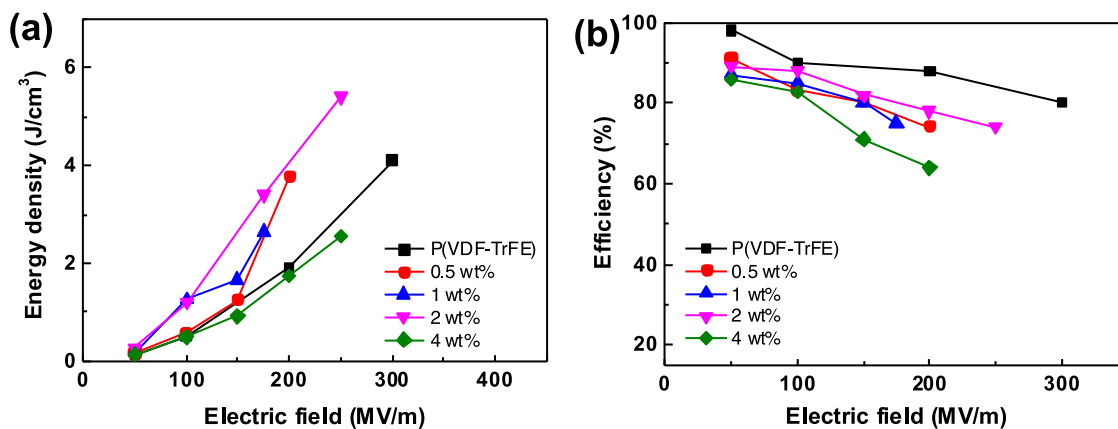 (a)
Energy density (J/cm³)
6
4
2
0
0 100 200 300 400
Electric field (MV/m)
P(VDF-TrFE)
0.5 wt%
1 wt%
2 wt%
4 wt%
(b)
Efficiency (%)
100
80
60
40
20
0 100 200 300
Electric field (MV/m)
P(VDF-TrFE)
0.5 wt%
1 wt%
2 wt%
4 wt%